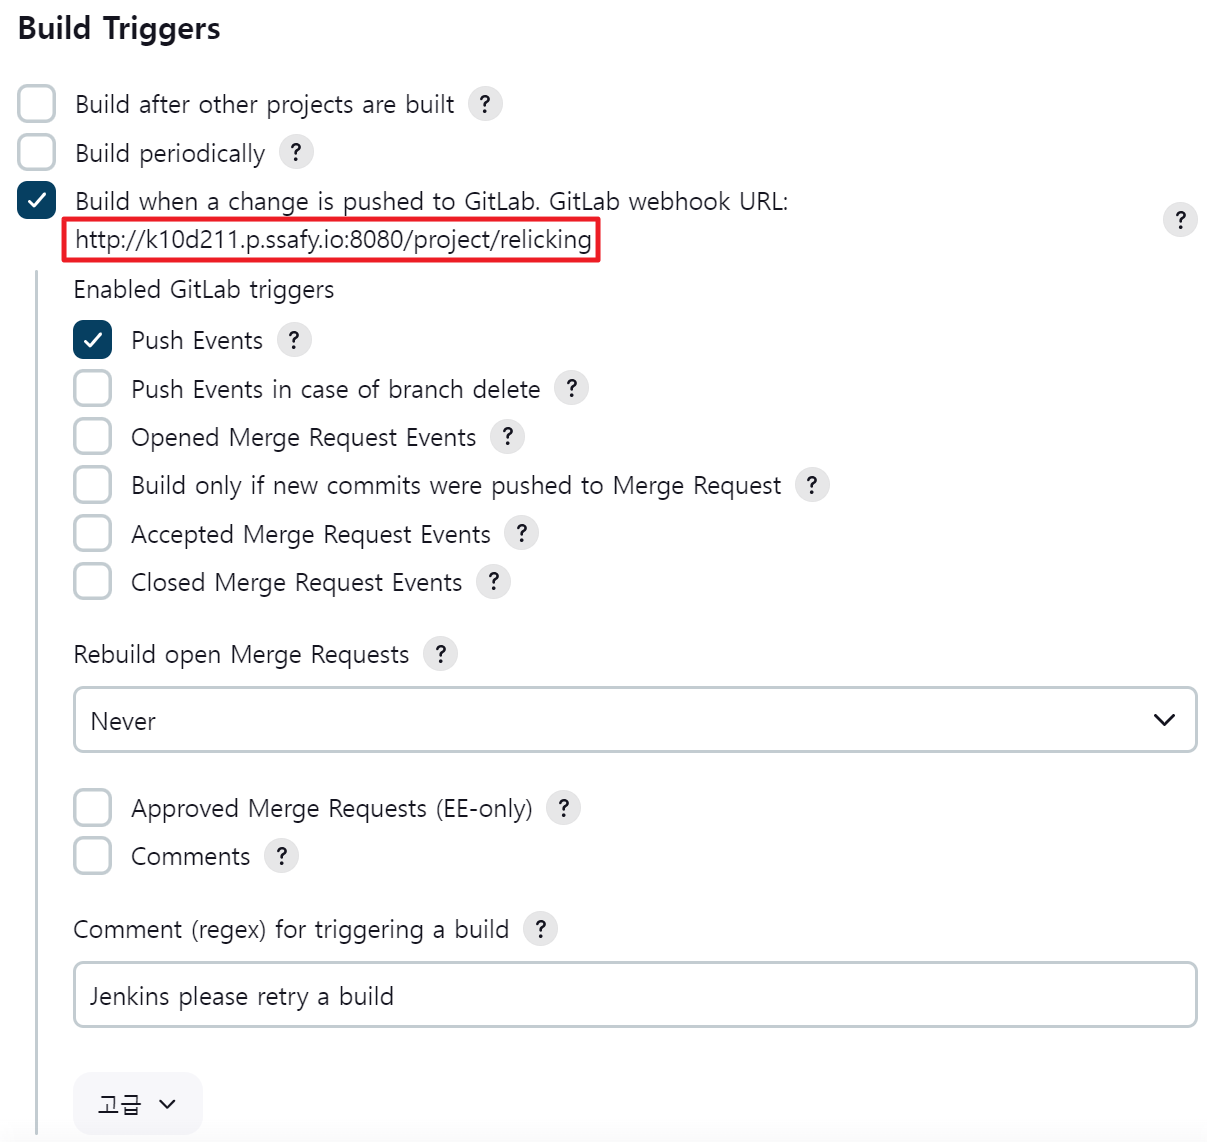 Build Triggers
Build after other projects are built ?
Build periodically ?
Build when a change is pushed to GitLab. GitLab webhook URL:
http://k10d211.p.ssafy.io:8080/project/relicking ?
Enabled GitLab triggers
Push Events ?
Push Events in case of branch delete ?
Opened Merge Request Events ?
Build only if new commits were pushed to Merge Request ?
Accepted Merge Request Events ?
Closed Merge Request Events ?
Rebuild open Merge Requests ?
Never
Approved Merge Requests (EE-only) ?
Comments ?
Comment (regex) for triggering a build ?
Jenkins please retry a build
고급